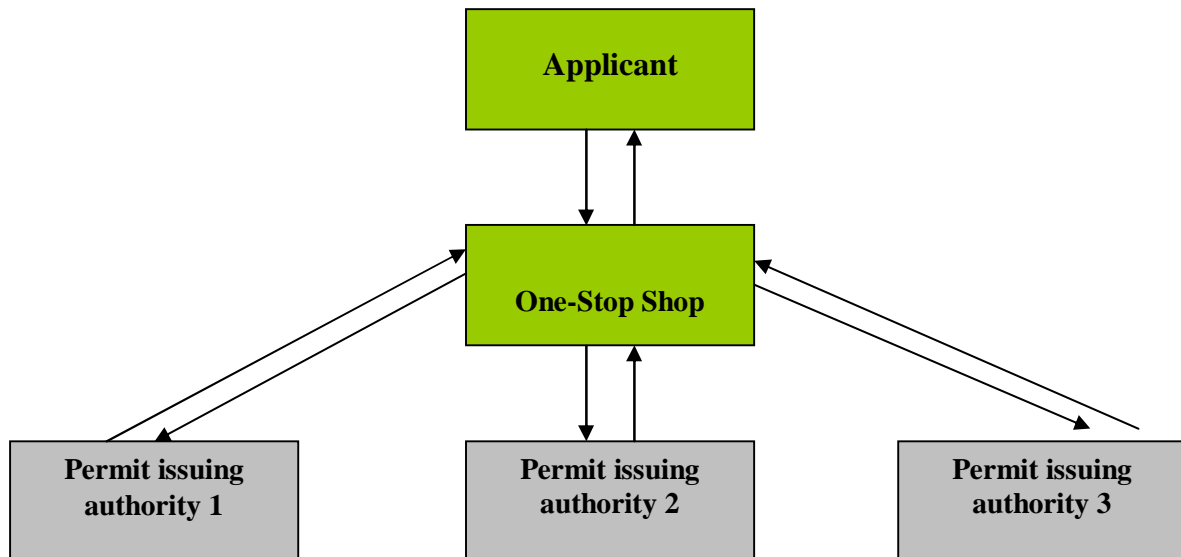 Applicant
One-Stop Shop
Permit issuing
authority 1
Permit issuing
authority 2
Permit issuing
authority 3